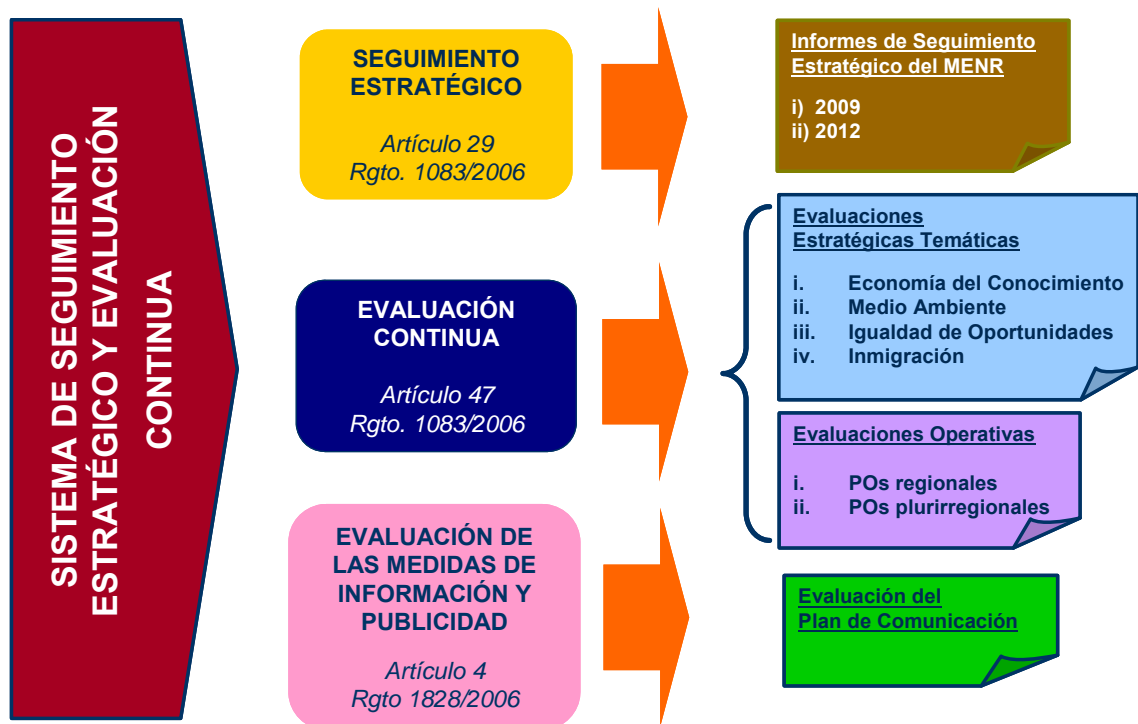 SISTEMA DE SEGUIMIENTO
ESTRATÉGICO Y EVALUACIÓN
CONTINUA
SEGUIMIENTO
ESTRATÉGICO
Artículo 29
Rgto. 1083/2006
Informes de Seguimiento
Estratégico del MENR
i) 2009
ii) 2012
EVALUACIÓN
CONTINUA
Artículo 47
Rgto. 1083/2006
Evaluaciones
Estratégicas Temáticas
i. Economía del Conocimiento
ii. Medio Ambiente
iii. Igualdad de Oportunidades
iv. Inmigración
Evaluaciones Operativas
i. POs regionales
ii. POs plurirregionales
EVALUACIÓN DE
LAS MEDIDAS DE
INFORMACIÓN Y
PUBLICIDAD
Artículo 4
Rgto 1828/2006
Evaluación del
Plan de Comunicación